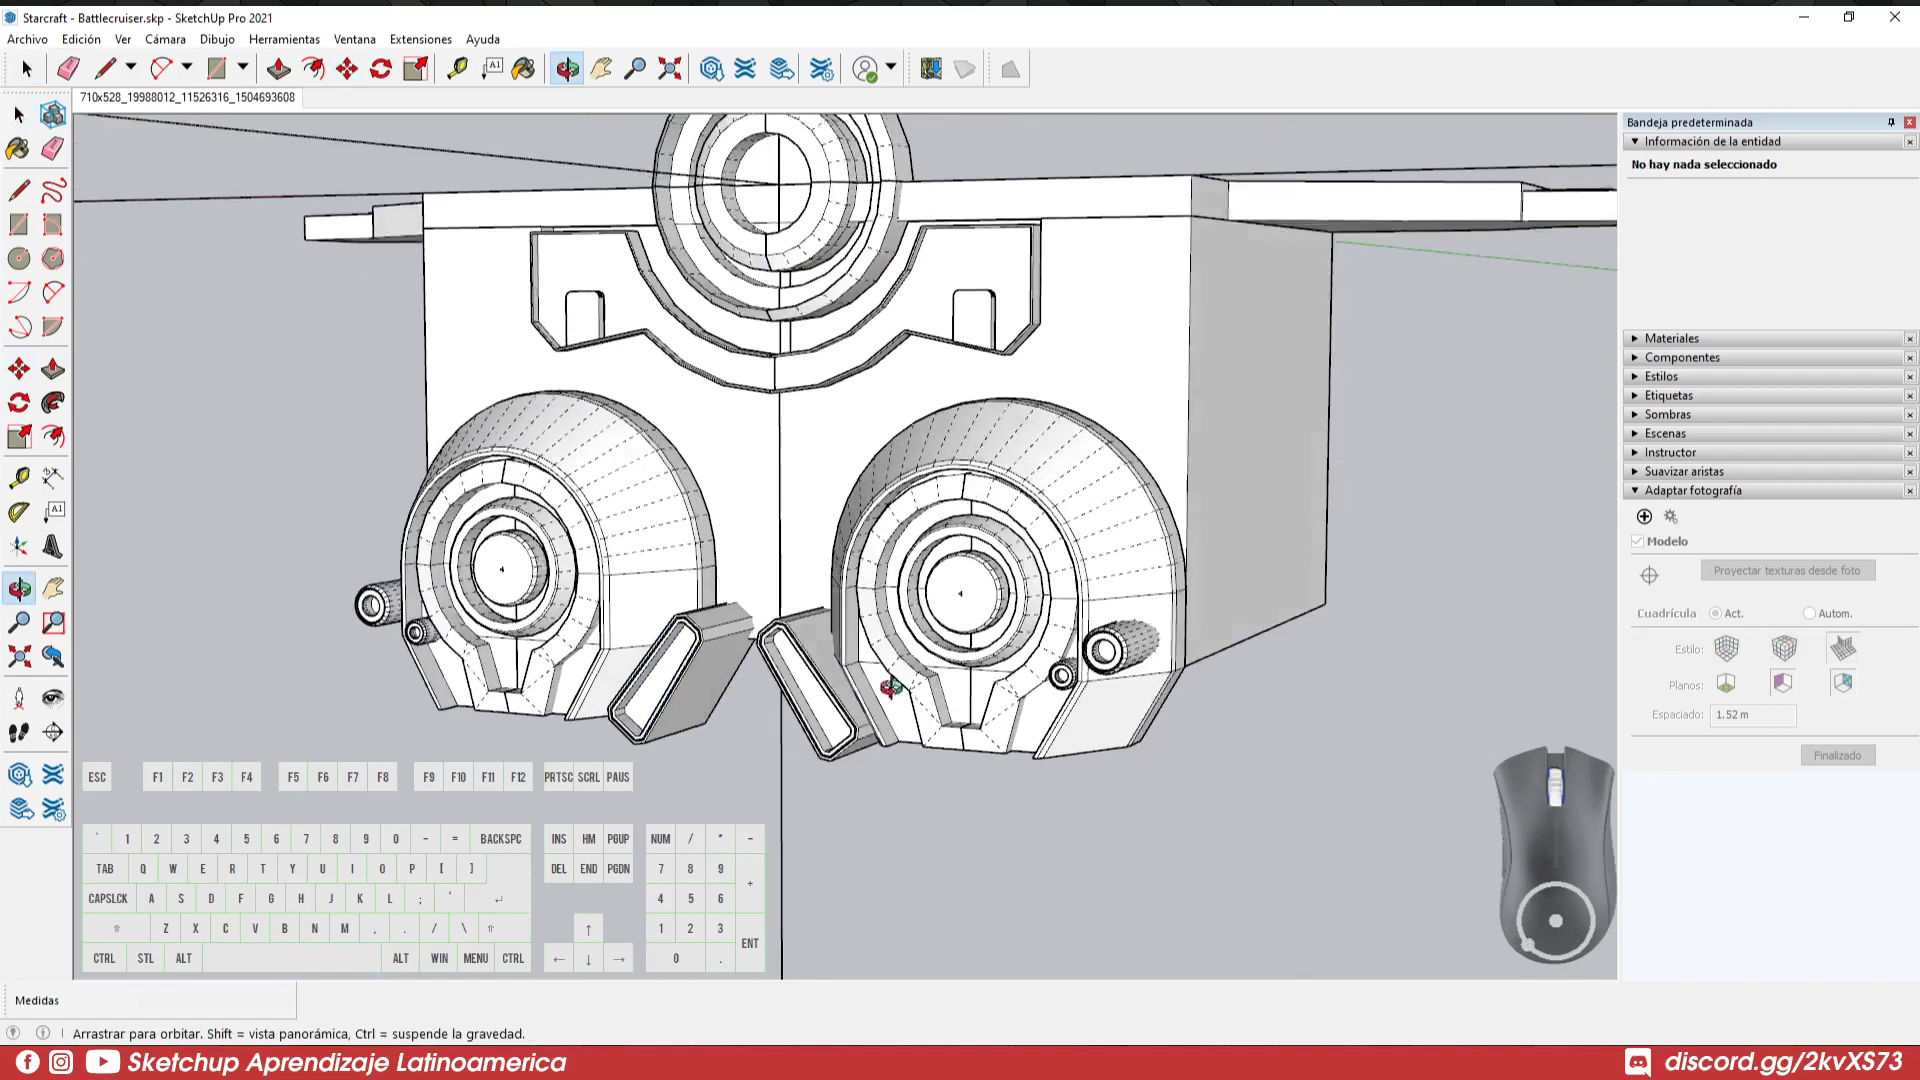 Starcraft - Battlecruiser.skp - SketchUp Pro 2021
Archivo Edición Ver Cámara Dibujo Herramientas Ventana Extensiones Ayuda
A1
710x528_19988012_11526316_1504693608
Bandeja predeterminada
Información de la entidad
No hay nada seleccionado
Materiales
Componentes
Estilos
Etiquetas
Sombras
Escenas
Instructor
Suavizar aristas
Adaptar fotografía
Modelo
Proyectar texturas desde foto
Cuadrícula Act. Autom.
Estilo:
Planos:
Espaciado: 1.52 m
Finalizado
A1
ESC F1 F2 F3 F4 F5 F6 F7 F8 F9 F10 F11 F12 PRTSC SCRL PAUS
` 1 2 3 4 5 6 7 8 9 0 - = BACKSPC INS HM PGUP NUM / * -
TAB Q W E R T Y U I O P [ ] DEL END PGDN 7 8 9 +
CAPSLCK A S D F G H J K L ; ' ↵ 4 5 6
⇧ Z X C V B N M , . / \ ⇧ ↑ 1 2 3 ENT
CTRL STL ALT ALT WIN MENU CTRL ← ↓ → 0 .
Medidas
Arrastrar para orbitar. Shift = vista panorámica, Ctrl = suspende la gravedad.
Sketchup Aprendizaje Latinoamerica
discord.gg/2kvXS73